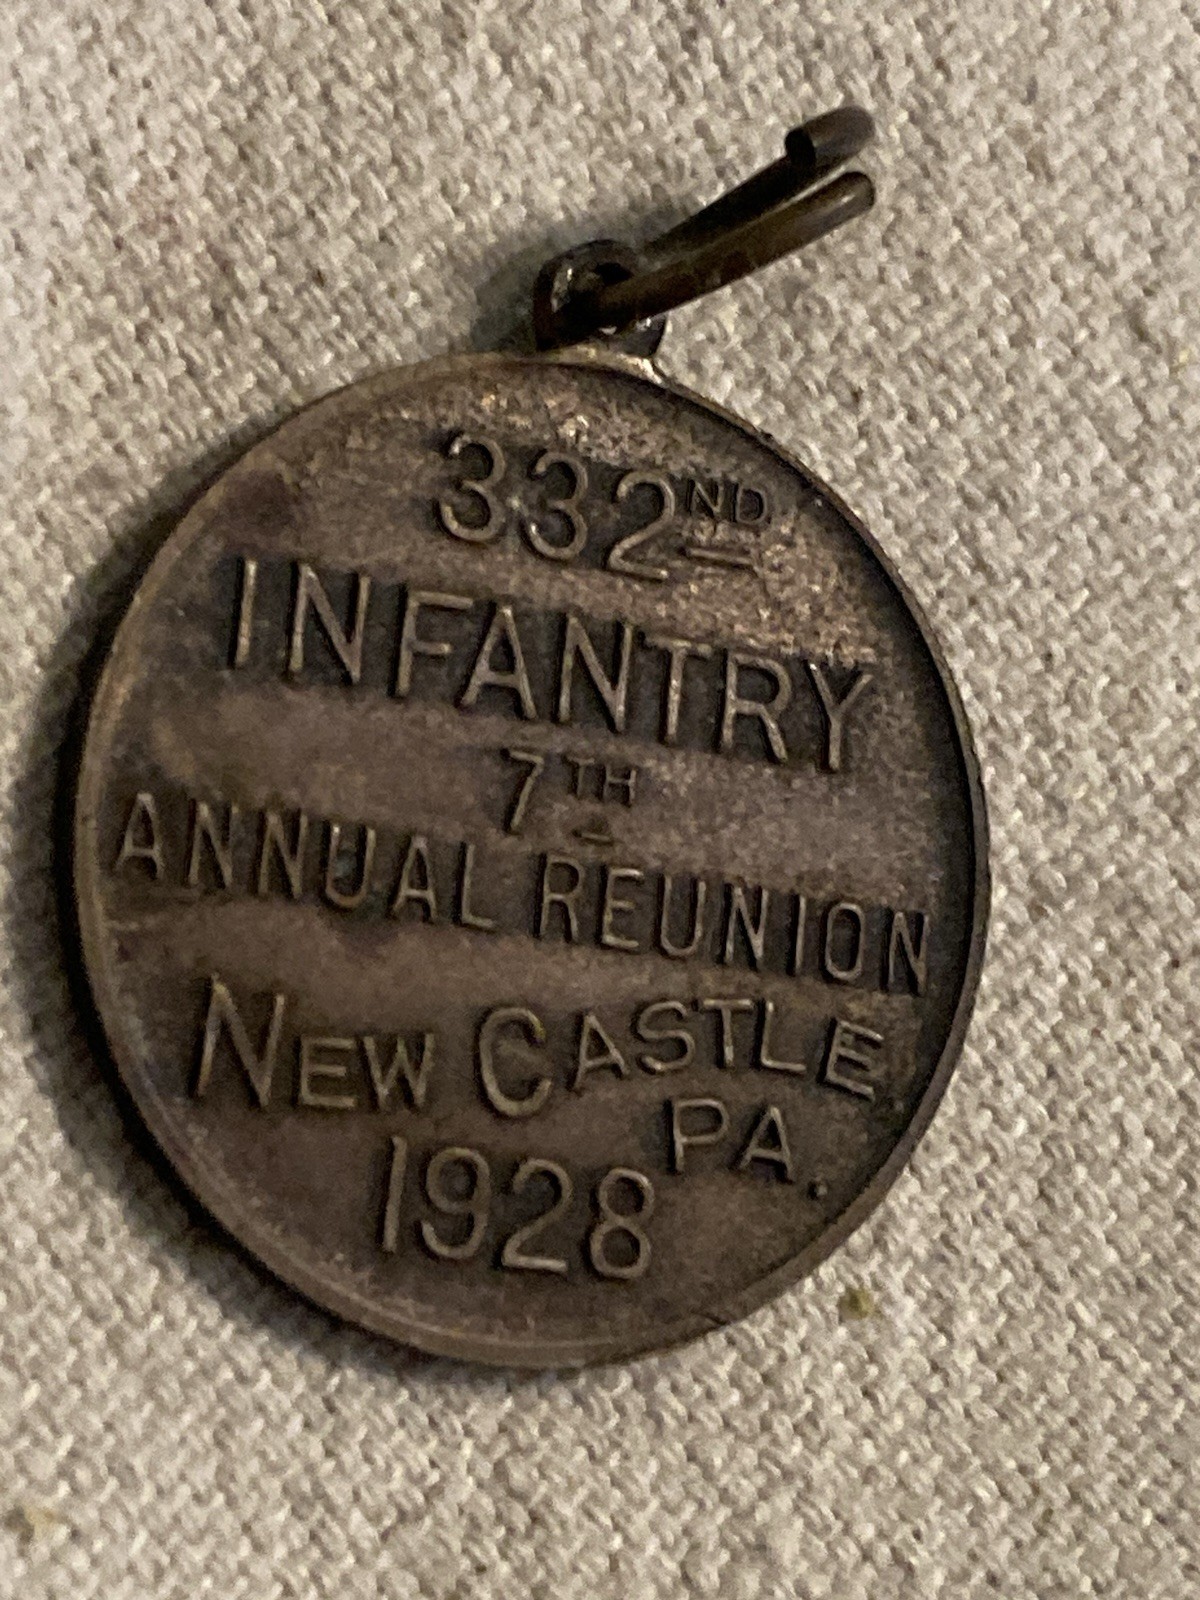 332ND
INFANTRY
7TH
ANNUAL REUNION
NEW CASTLE
PA.
1928